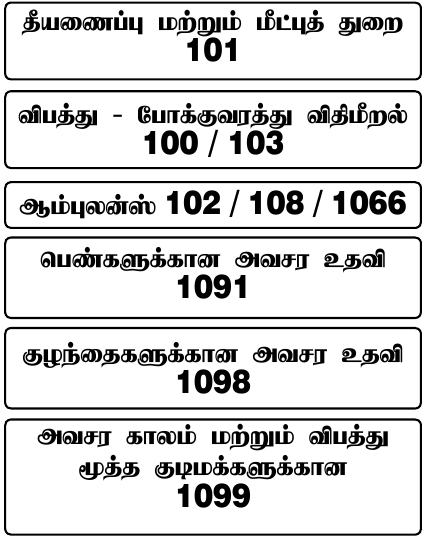 தீயணைப்பு மற்றும் மீட்புத் துறை
101
விபத்து - போக்குவரத்து விதிமீறல்
100 / 103
ஆம்புலன்ஸ் 102 / 108 / 1066
பெண்களுக்கான அவசர உதவி
1091
குழந்தைகளுக்கான அவசர உதவி
1098
அவசர காலம் மற்றும் விபத்து
மூத்த குடிமக்களுக்கான
1099